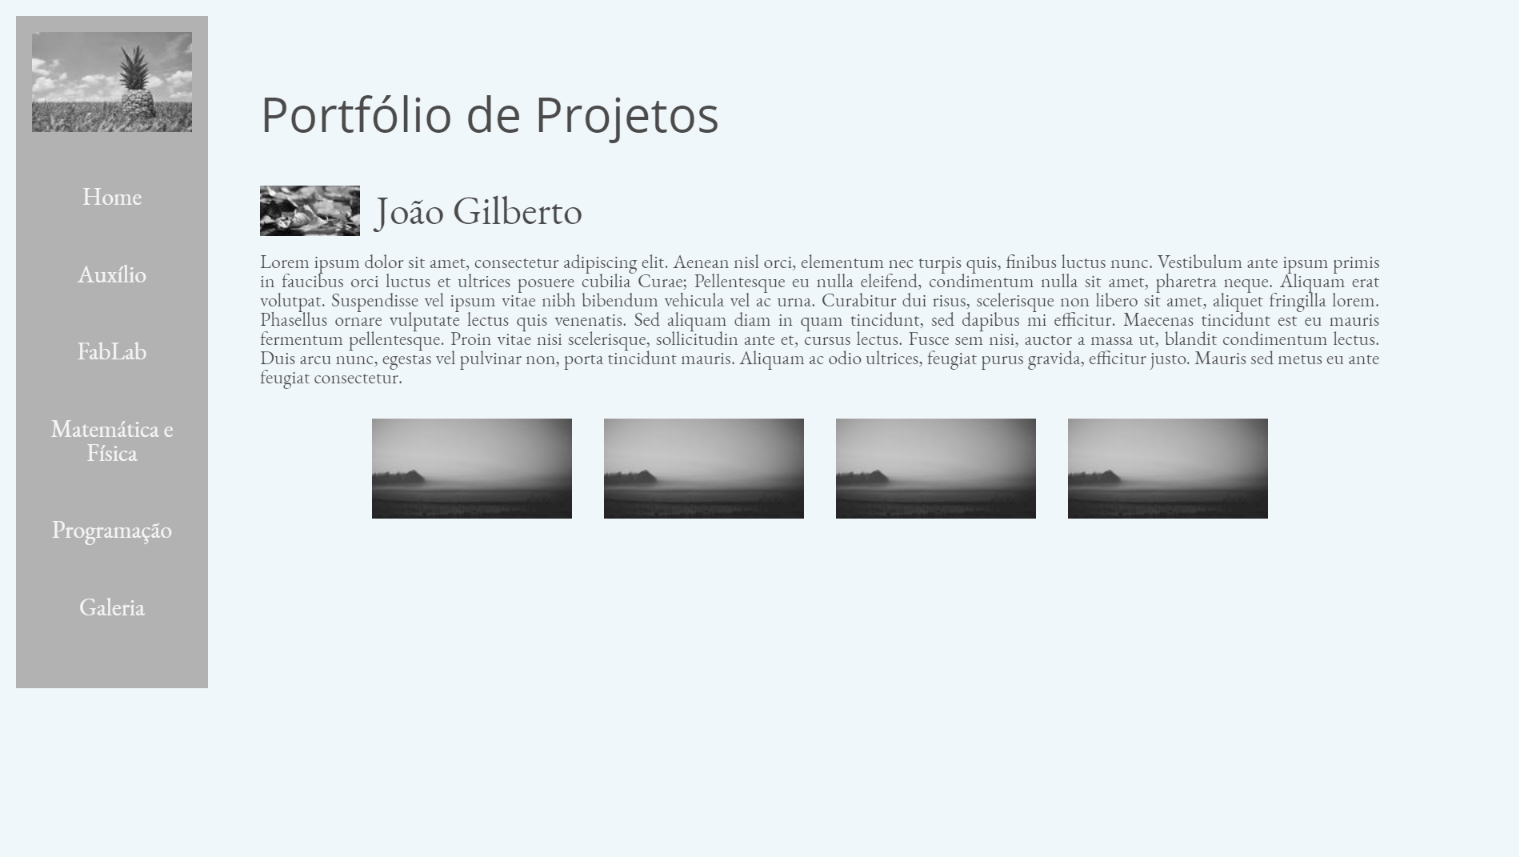 Home
Auxílio
FabLab
Matemática e
Física
Programação
Galeria
Portfólio de Projetos
João Gilberto
Lorem ipsum dolor sit amet, consectetur adipiscing elit. Aenean nisl orci, elementum nec turpis quis, finibus luctus nunc. Vestibulum ante ipsum primis
in faucibus orci luctus et ultrices posuere cubilia Curae; Pellentesque eu nulla eleifend, condimentum nulla sit amet, pharetra neque. Aliquam erat
volutpat. Suspendisse vel ipsum vitae nibh bibendum vehicula vel ac urna. Curabitur dui risus, scelerisque non libero sit amet, aliquet fringilla lorem.
Phasellus ornare vulputate lectus quis venenatis. Sed aliquam diam in quam tincidunt, sed dapibus mi efficitur. Maecenas tincidunt est eu mauris
fermentum pellentesque. Proin vitae nisi scelerisque, sollicitudin ante et, cursus lectus. Fusce sem nisi, auctor a massa ut, blandit condimentum lectus.
Duis arcu nunc, egestas vel pulvinar non, porta tincidunt mauris. Aliquam ac odio ultrices, feugiat purus gravida, efficitur justo. Mauris sed metus eu ante
feugiat consectetur.